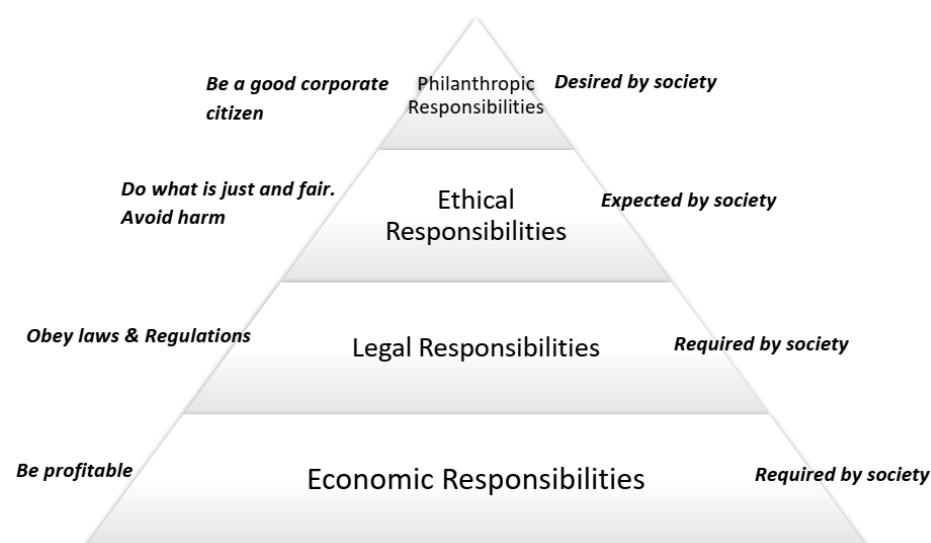 Be a good corporate
citizen
Philanthropic
Responsibilities
Desired by society
Do what is just and fair.
Avoid harm
Ethical
Responsibilities
Expected by society
Obey laws & Regulations
Legal Responsibilities
Required by society
Be profitable
Economic Responsibilities
Required by society